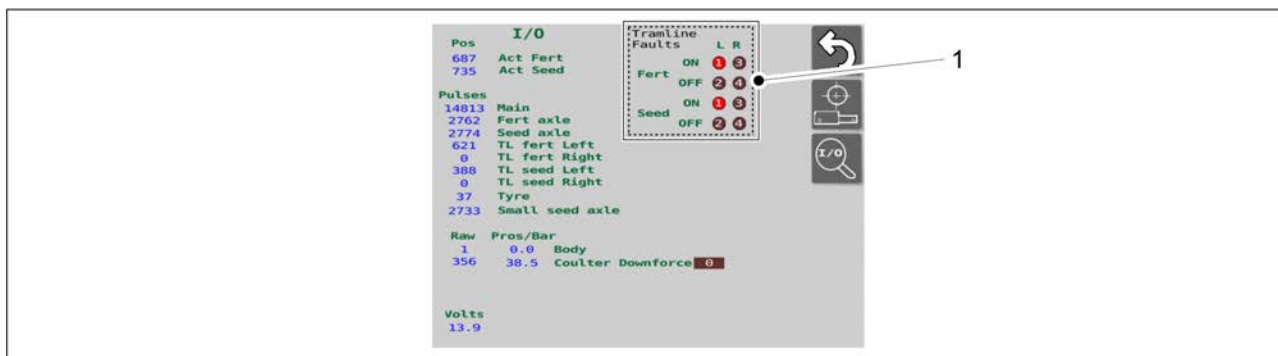 I/O
Pos
687 Act Fert
735 Act Seed
Pulses
14813 Main
2762 Fert axle
2774 Seed axle
621 TL fert Left
0 TL fert Right
388 TL seed Left
0 TL seed Right
37 Tyre
2733 Small seed axle
Raw Pros/Bar
1 0.0 Body
356 38.5 Coulter Downforce 0
Volts
13.9
Tramline
Faults L R
Fert
ON 1 3
OFF 2 4
Seed
ON 1 3
OFF 2 4
I/O
1